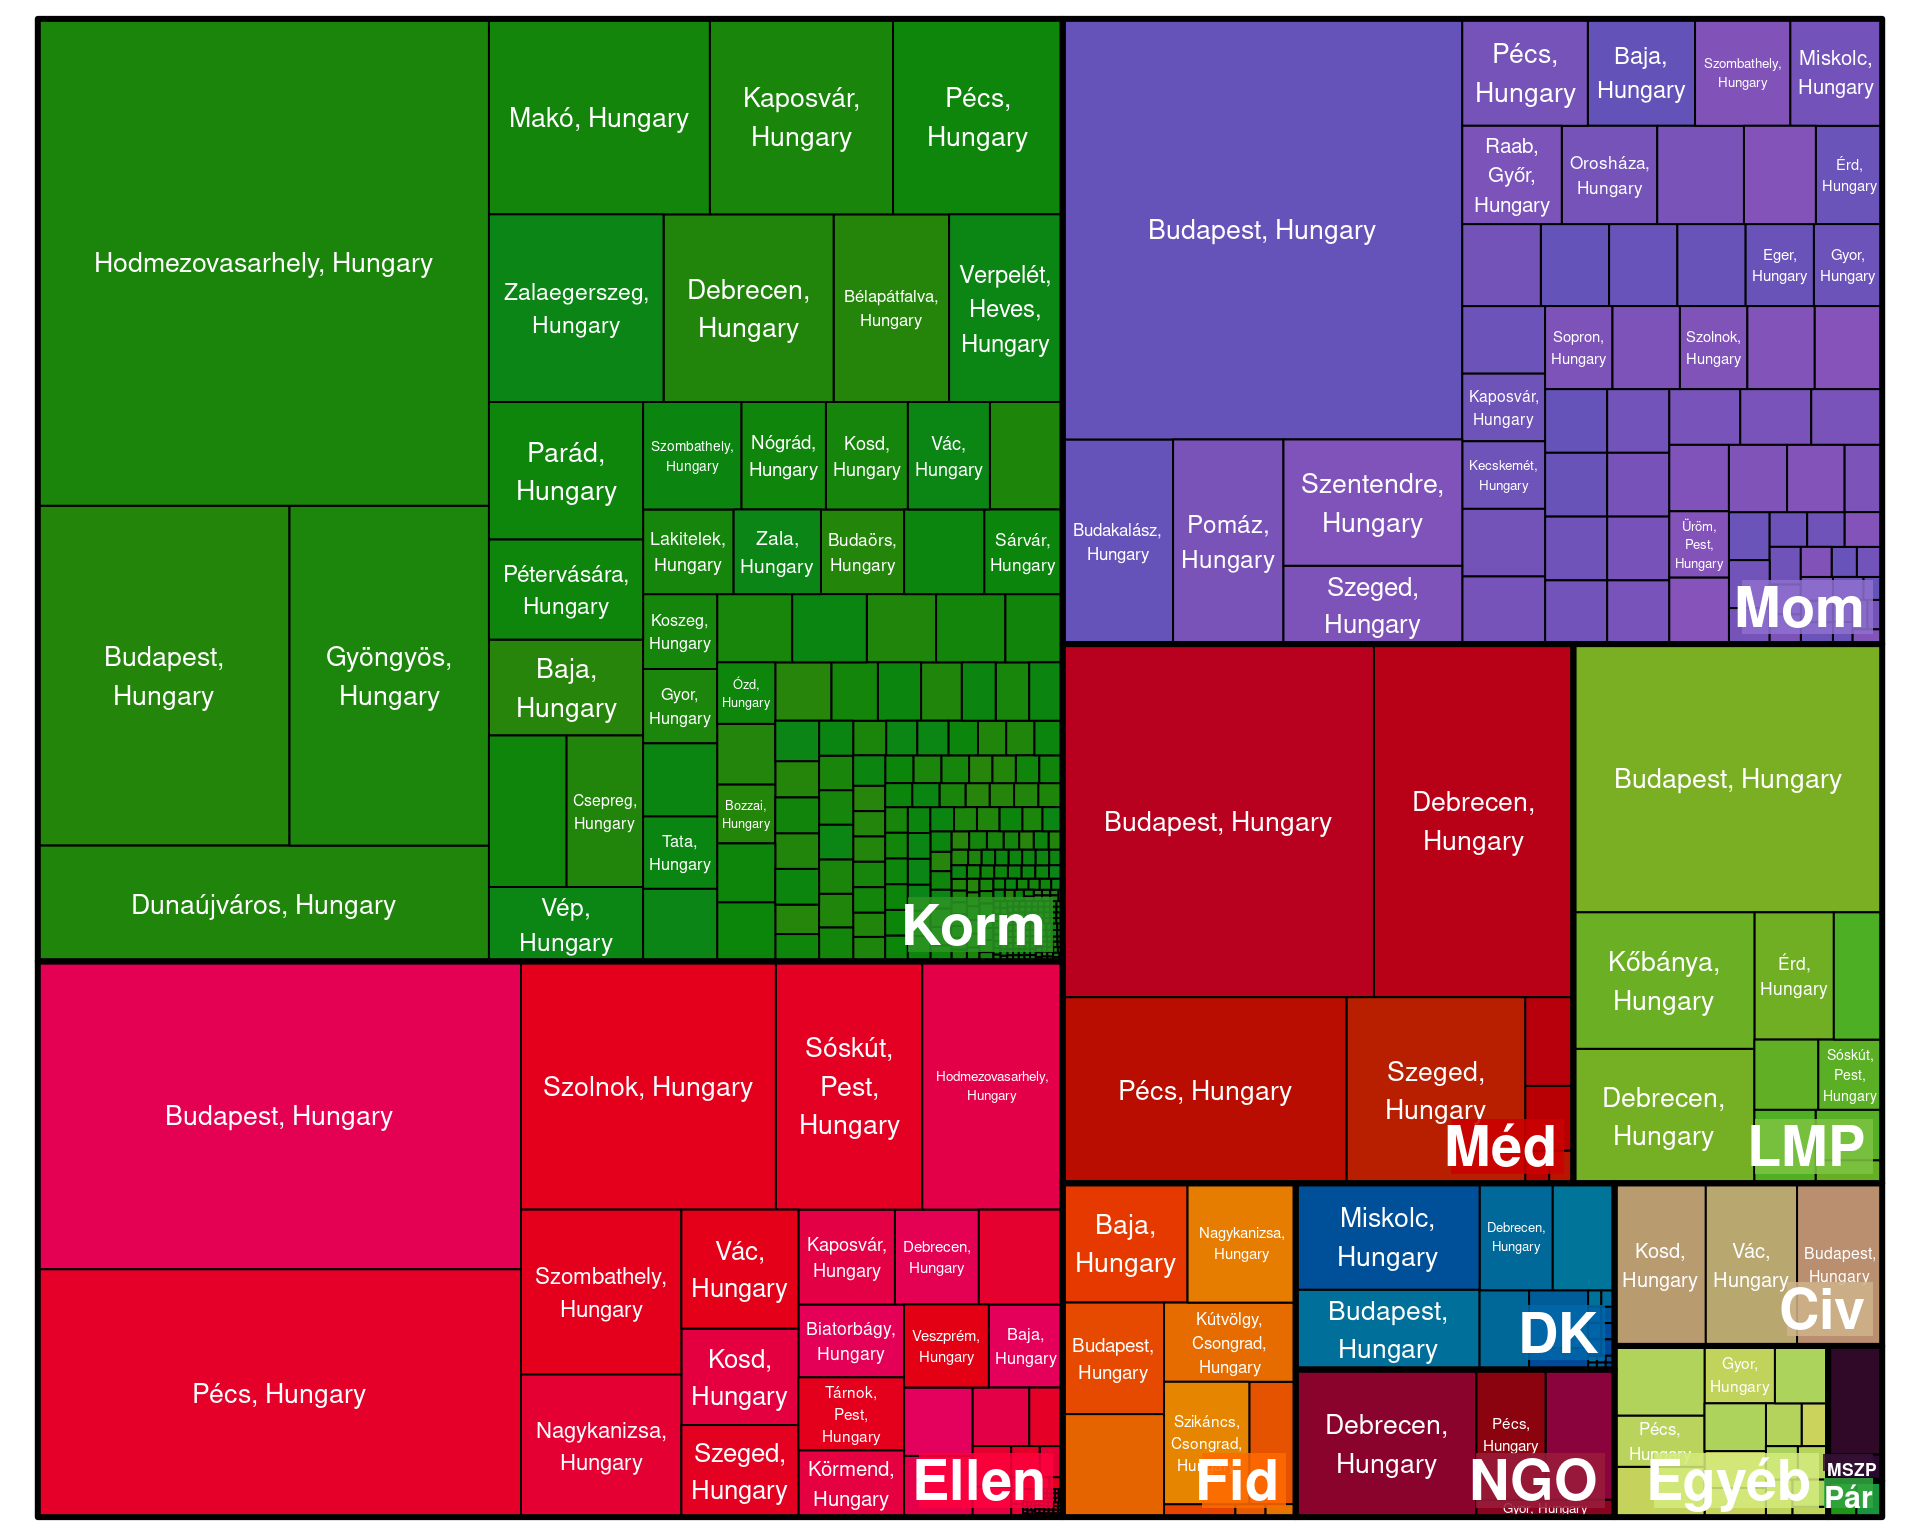 Hodmezovasarhely, Hungary
Makó, Hungary
Kaposvár,
Hungary
Pécs,
Hungary
Zalaegerszeg,
Hungary
Debrecen,
Hungary
Bélapátfalva,
Hungary
Verpelét,
Heves,
Hungary
Parád,
Hungary
Szombathely,
Hungary
Nógrád,
Hungary
Kosd,
Hungary
Vác,
Hungary
Lakitelek,
Hungary
Zala,
Hungary
Budaörs,
Hungary
Sárvár,
Hungary
Budapest,
Hungary
Gyöngyös,
Hungary
Pétervására,
Hungary
Koszeg,
Hungary
Baja,
Hungary
Gyor,
Hungary
Ózd,
Hungary
Csepreg,
Hungary
Bozzai,
Hungary
Tata,
Hungary
Dunaújváros, Hungary
Vép,
Hungary
Korm
Budapest, Hungary
Pécs,
Hungary
Baja,
Hungary
Szombathely,
Hungary
Miskolc,
Hungary
Raab,
Győr,
Hungary
Orosháza,
Hungary
Érd,
Hungary
Eger,
Hungary
Gyor,
Hungary
Sopron,
Hungary
Szolnok,
Hungary
Kaposvár,
Hungary
Kecskemét,
Hungary
Budakalász,
Hungary
Pomáz,
Hungary
Szentendre,
Hungary
Szeged,
Hungary
Üröm,
Pest,
Hungary
Mom
Budapest, Hungary
Debrecen,
Hungary
Pécs, Hungary
Szeged,
Hungary
Méd
Budapest, Hungary
Kőbánya,
Hungary
Érd,
Hungary
Debrecen,
Hungary
Sóskút,
Pest,
Hungary
LMP
Budapest, Hungary
Pécs, Hungary
Szolnok, Hungary
Sóskút,
Pest,
Hungary
Hodmezovasarhely,
Hungary
Szombathely,
Hungary
Vác,
Hungary
Kaposvár,
Hungary
Debrecen,
Hungary
Biatorbágy,
Hungary
Veszprém,
Hungary
Baja,
Hungary
Kosd,
Hungary
Nagykanizsa,
Hungary
Tárnok,
Pest,
Hungary
Szeged,
Hungary
Körmend,
Hungary
Ellen
Baja,
Hungary
Nagykanizsa,
Hungary
Budapest,
Hungary
Kútvölgy,
Csongrad,
Hungary
Szikáncs,
Csongrad,
Hungary
Fid
Miskolc,
Hungary
Debrecen,
Hungary
Budapest,
Hungary
DK
Debrecen,
Hungary
Pécs,
Hungary
Gyor, Hungary
NGO
Kosd,
Hungary
Vác,
Hungary
Budapest,
Hungary
Civ
Gyor,
Hungary
Pécs,
Hungary
Egyéb
MSZP
Pár